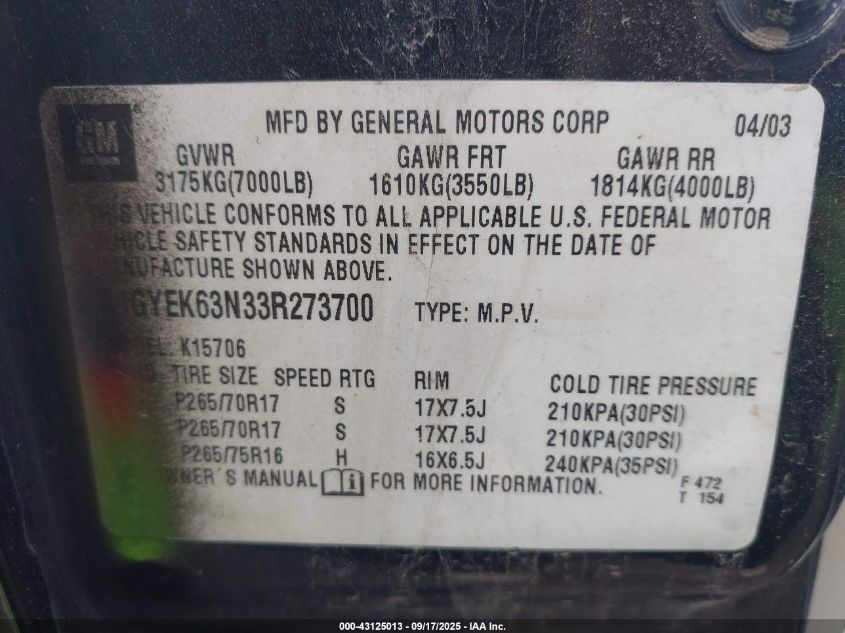 GM
MFD BY GENERAL MOTORS CORP 04/03
GVWR GAWR FRT GAWR RR
3175KG(7000LB) 1610KG(3550LB) 1814KG(4000LB)
THIS VEHICLE CONFORMS TO ALL APPLICABLE U.S. FEDERAL MOTOR
VEHICLE SAFETY STANDARDS IN EFFECT ON THE DATE OF
MANUFACTURE SHOWN ABOVE.
GYEK63N33R273700 TYPE: M.P.V.
MODEL: K15706
TIRE SIZE SPEED RTG RIM COLD TIRE PRESSURE
P265/70R17 S 17X7.5J 210KPA(30PSI)
P265/70R17 S 17X7.5J 210KPA(30PSI)
P265/75R16 H 16X6.5J 240KPA(35PSI)
OWNER'S MANUAL FOR MORE INFORMATION. F 472
T 154
000-43125013 - 09/17/2025 - IAA Inc.